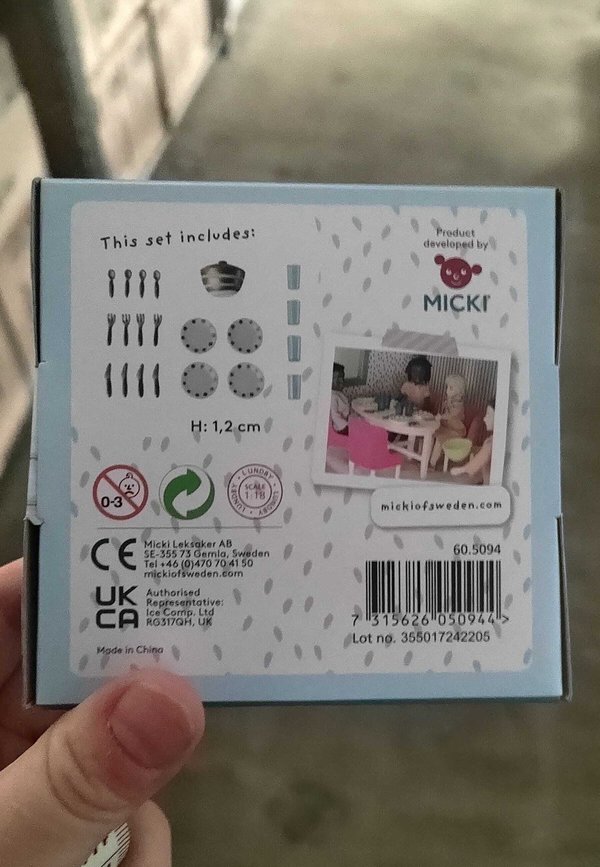 This set includes:
H: 1,2 cm
Product
developed by
MICKI
mickiofsweden.com
0-3
LUNDBY
SCALE
1:18
LUNDBY
Micki Leksaker AB
SE-355 73 Gemla, Sweden
Tel +46 (0)470 70 41 50
mickiofsweden.com
CE
UK
CA
Authorised
Representative:
Ice Comp. Ltd
RG317QH, UK
Made in China
60.5094
7 315626 050944 >
Lot no. 355017242205